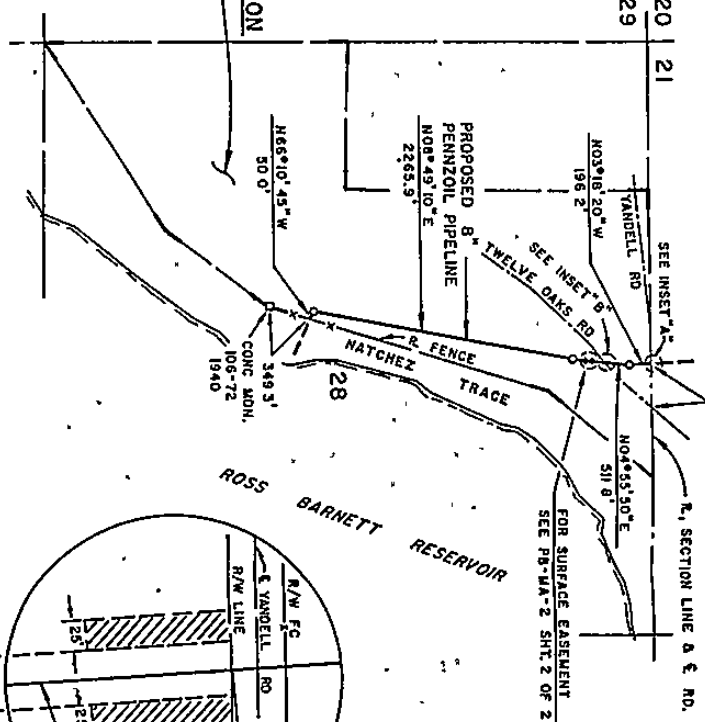 20
21
29
ON
N03°18'20"W
196.2'
YANDELL RD
SEE INSET "A"
SEE INSET "B"
TWELVE OAKS RD
PROPOSED 8"
PENNZOIL PIPELINE
N08°49'10"E
2265.9'
N66°10'45"W
50.0'
FENCE
NATCHEZ TRACE
349.3'
CONC MON.
106-72
1940
28
N04°55'50"E
511.8'
SECTION LINE & ℄ RD.
FOR SURFACE EASEMENT
SEE PB-MA-2 SHT. 2 OF 2
ROSS BARNETT RESERVOIR
R/W FC
℄ YANDELL RD
R/W LINE
25'